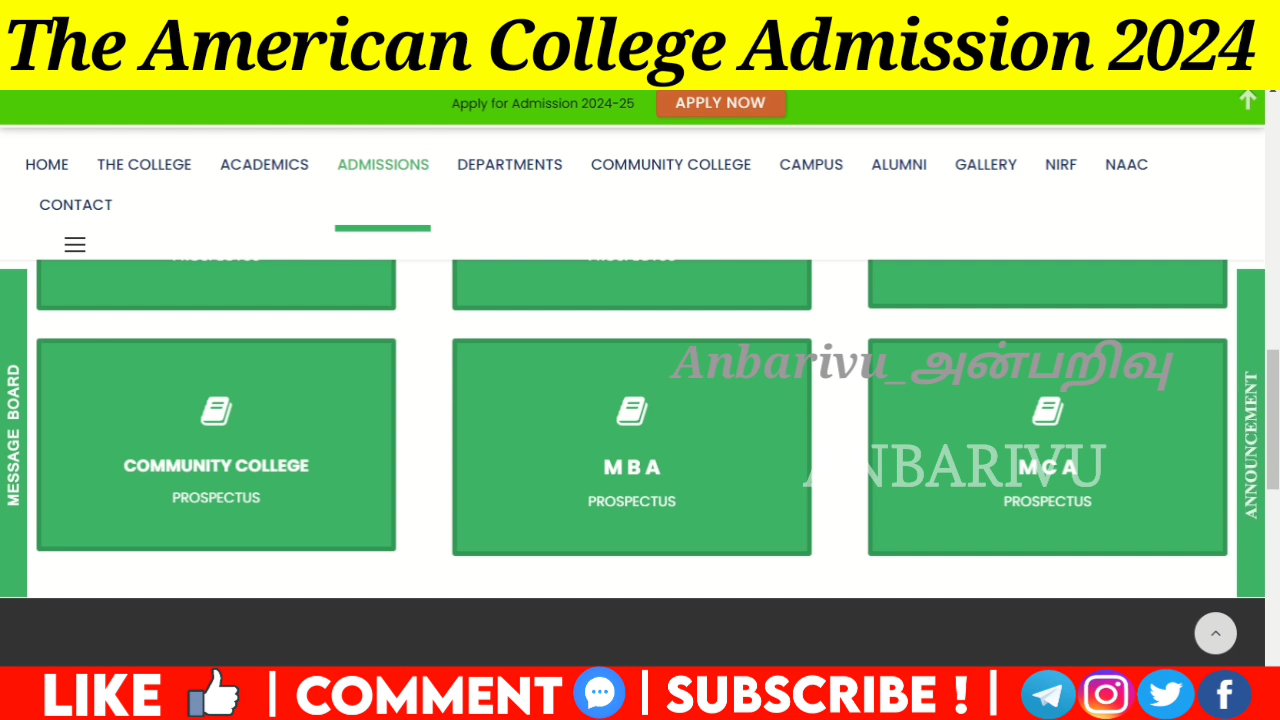 The American College Admission 2024
Apply for Admission 2024-25 APPLY NOW
HOME THE COLLEGE ACADEMICS ADMISSIONS DEPARTMENTS COMMUNITY COLLEGE CAMPUS ALUMNI GALLERY NIRF NAAC
CONTACT
PROSPECTUS PROSPECTUS
MESSAGE BOARD
ANNOUNCEMENT
Anbarivu_அன்பறிவு
ANBARIVU
COMMUNITY COLLEGE
PROSPECTUS
M B A
PROSPECTUS
M C A
PROSPECTUS
LIKE | COMMENT | SUBSCRIBE ! |